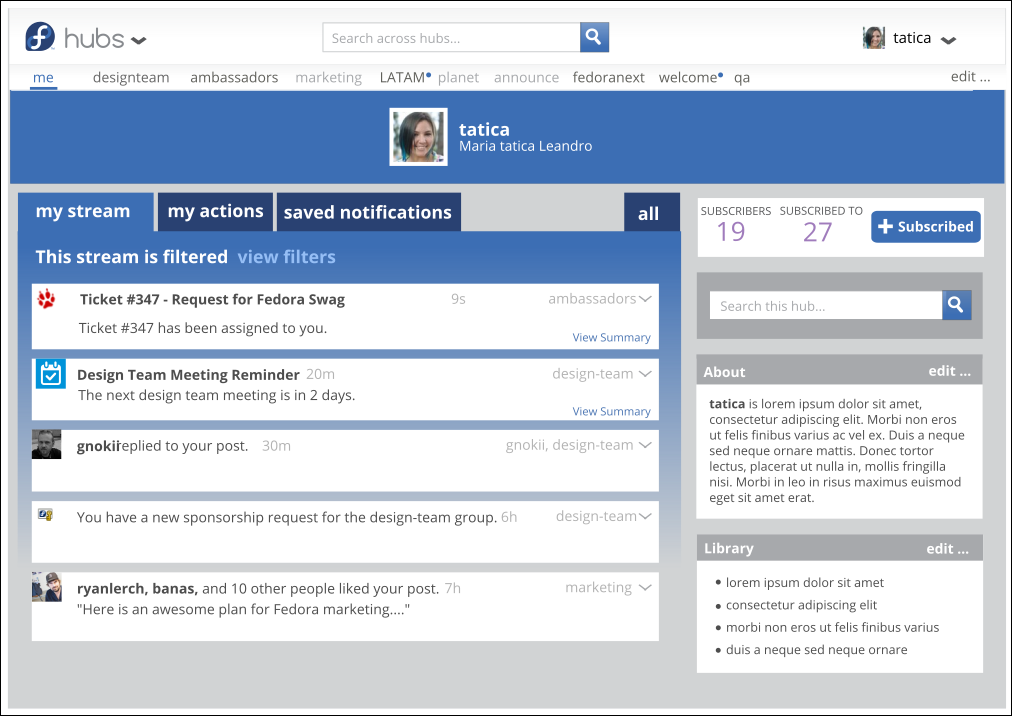 hubs
Search across hubs...
tatica
me designteam ambassadors marketing LATAM planet announce fedoranext welcome qa edit ...
tatica
Maria tatica Leandro
my stream my actions saved notifications all
This stream is filtered view filters
Ticket #347 - Request for Fedora Swag 9s ambassadors
Ticket #347 has been assigned to you.
View Summary
Design Team Meeting Reminder 20m design-team
The next design team meeting is in 2 days.
View Summary
gnokii replied to your post. 30m gnokii, design-team
You have a new sponsorship request for the design-team group. 6h design-team
ryanlerch, banas, and 10 other people liked your post. 7h marketing
"Here is an awesome plan for Fedora marketing...."
SUBSCRIBERS SUBSCRIBED TO
19 27
Subscribed
Search this hub...
About edit ...
tatica is lorem ipsum dolor sit amet,
consectetur adipiscing elit. Morbi non eros
ut felis finibus varius ac vel ex. Duis a neque
sed neque ornare mattis. Donec tortor
lectus, placerat ut nulla in, mollis fringilla
nisi. Morbi in leo in risus maximus euismod
eget sit amet erat.
Library edit ...
lorem ipsum dolor sit amet
consectetur adipiscing elit
morbi non eros ut felis finibus varius
duis a neque sed neque ornare